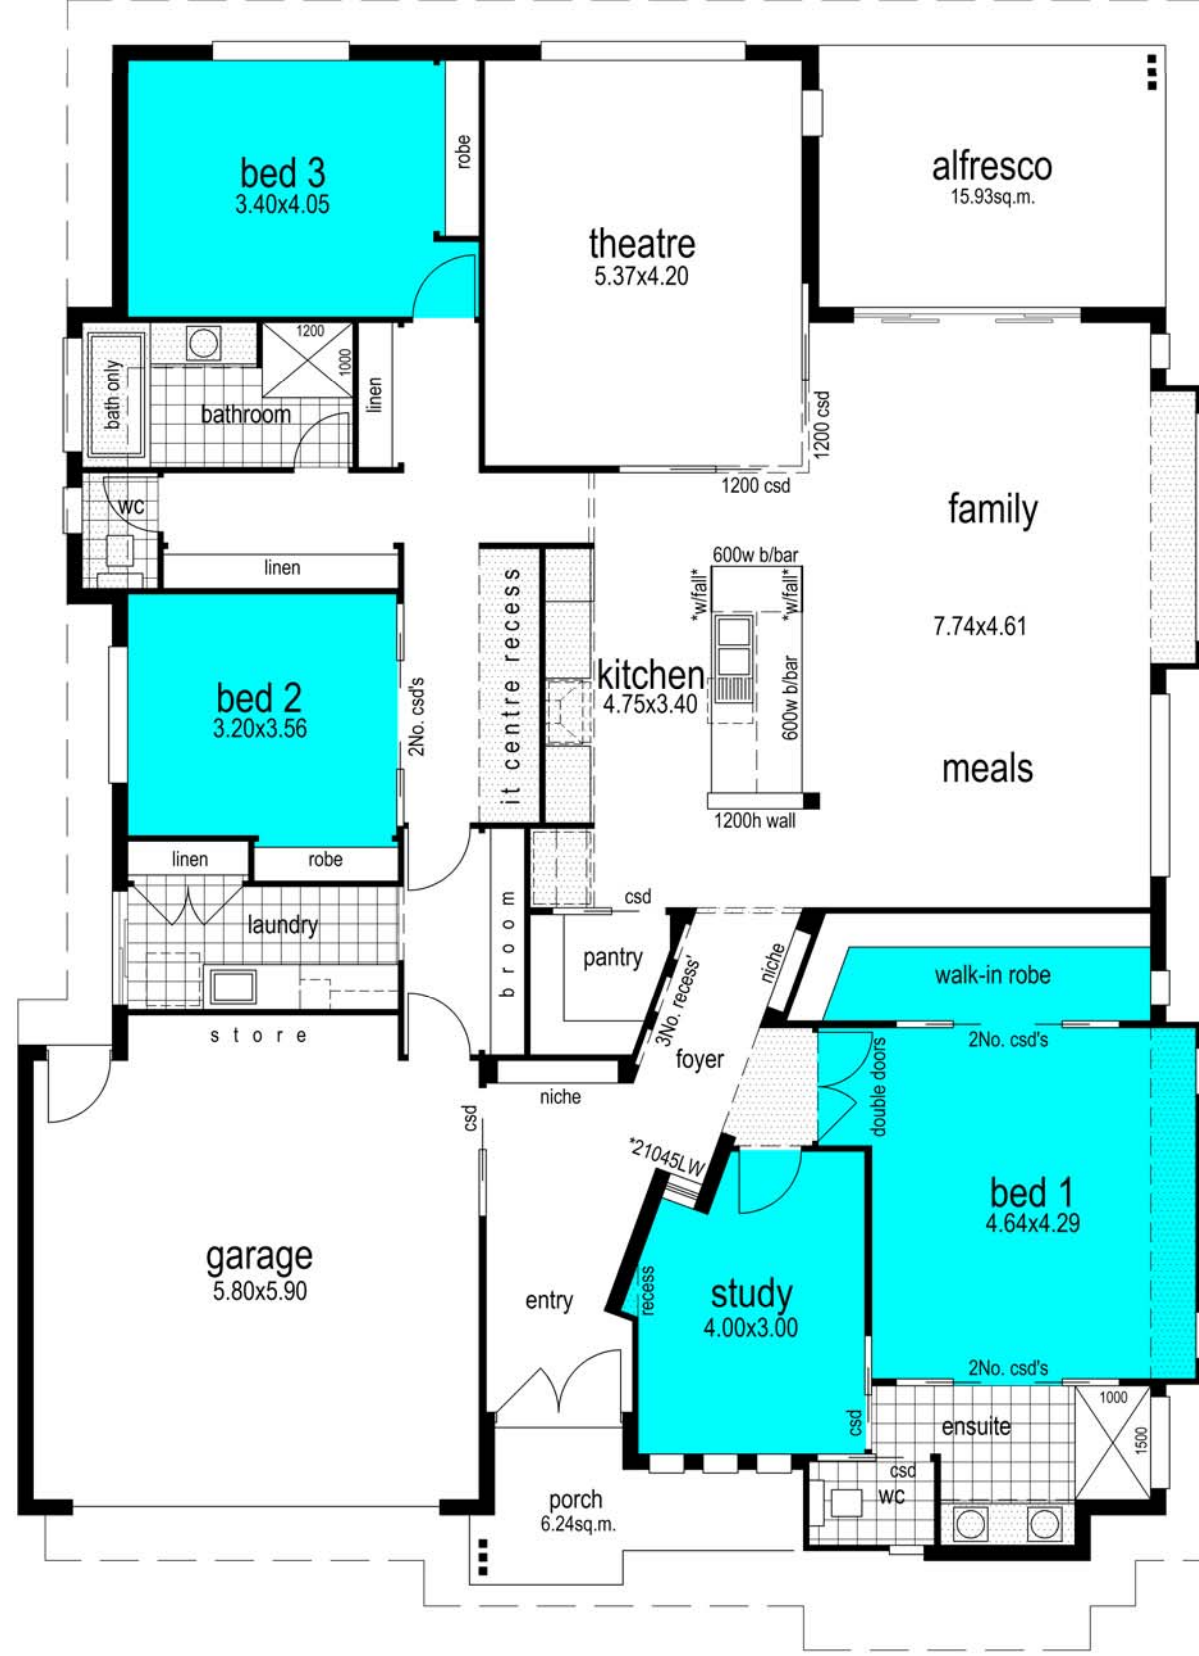 bed 3
3.40x4.05
robe
theatre
5.37x4.20
alfresco
15.93sq.m.
bath only
1200
1000
bathroom
linen
1200 csd
1200 csd
wc
linen
family
7.74x4.61
600w b/bar
*w/fall*
*w/fall*
600w b/bar
kitchen
4.75x3.40
it centre recess
bed 2
3.20x3.56
2No. csd's
meals
1200h wall
linen
robe
laundry
broom
csd
pantry
3No. recess'
niche
walk-in robe
2No. csd's
store
foyer
niche
double doors
csd
*21045LW
bed 1
4.64x4.29
garage
5.80x5.90
entry
recess
study
4.00x3.00
2No. csd's
csd
ensuite
1000
1500
csd
wc
porch
6.24sq.m.